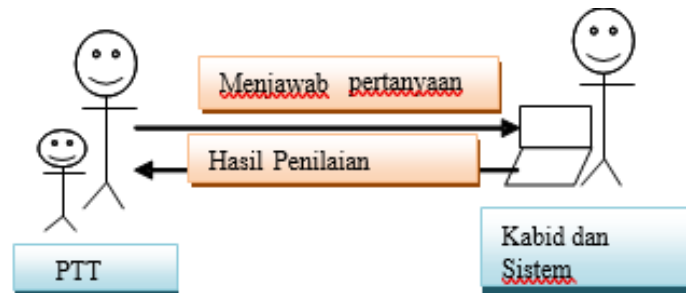 Menjawab pertanyaan
Hasil Penilaian
PTT
Kabid dan
Sistem